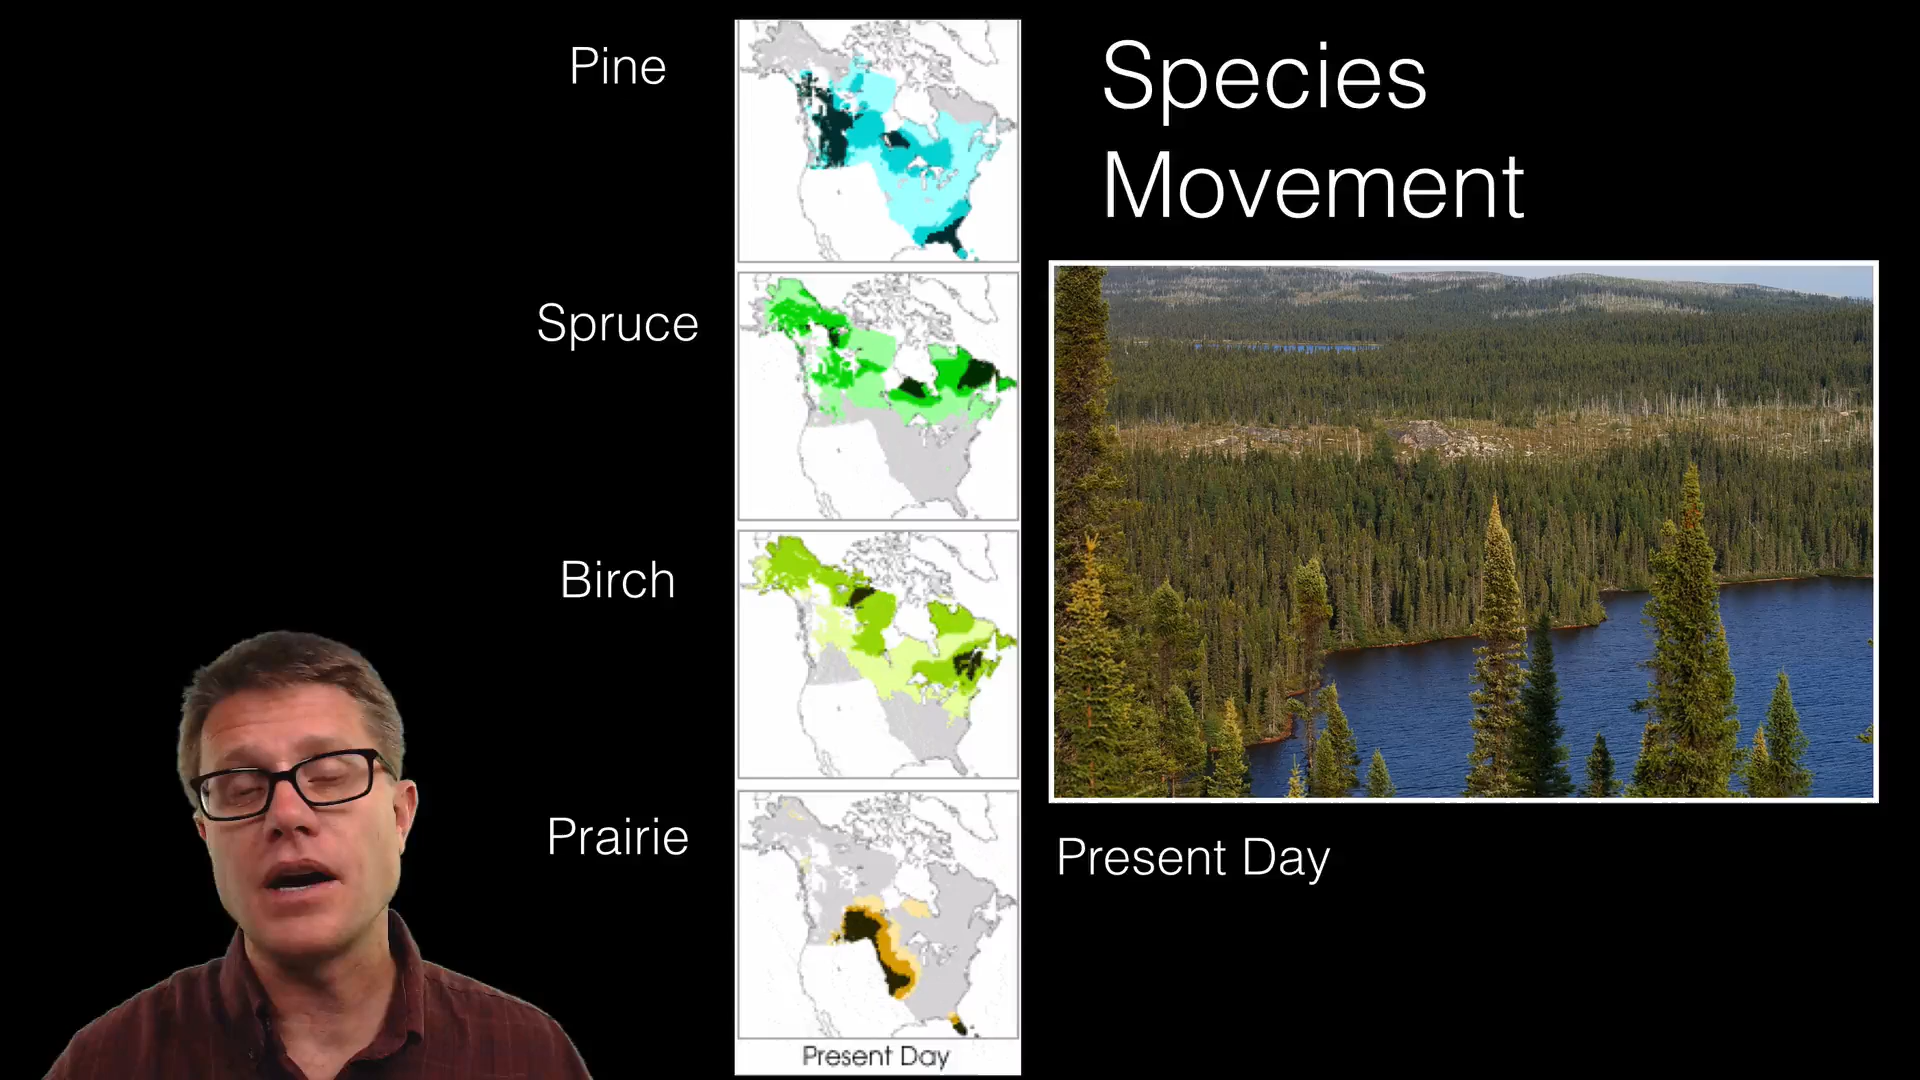 Species
Movement
Pine
Spruce
Birch
Prairie
Present Day
Present Day